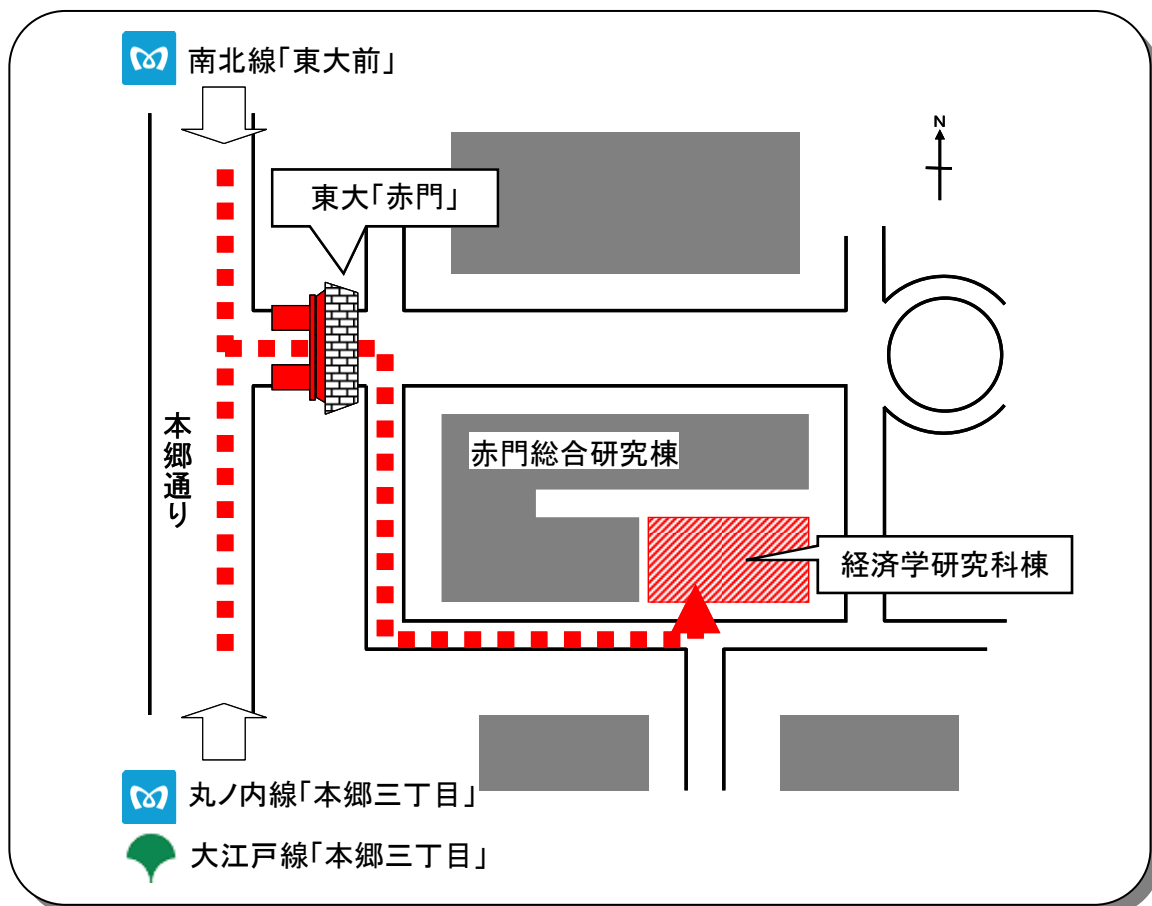 南北線「東大前」
N
東大「赤門」
本郷通り
赤門総合研究棟
経済学研究科棟
丸ノ内線「本郷三丁目」
大江戸線「本郷三丁目」